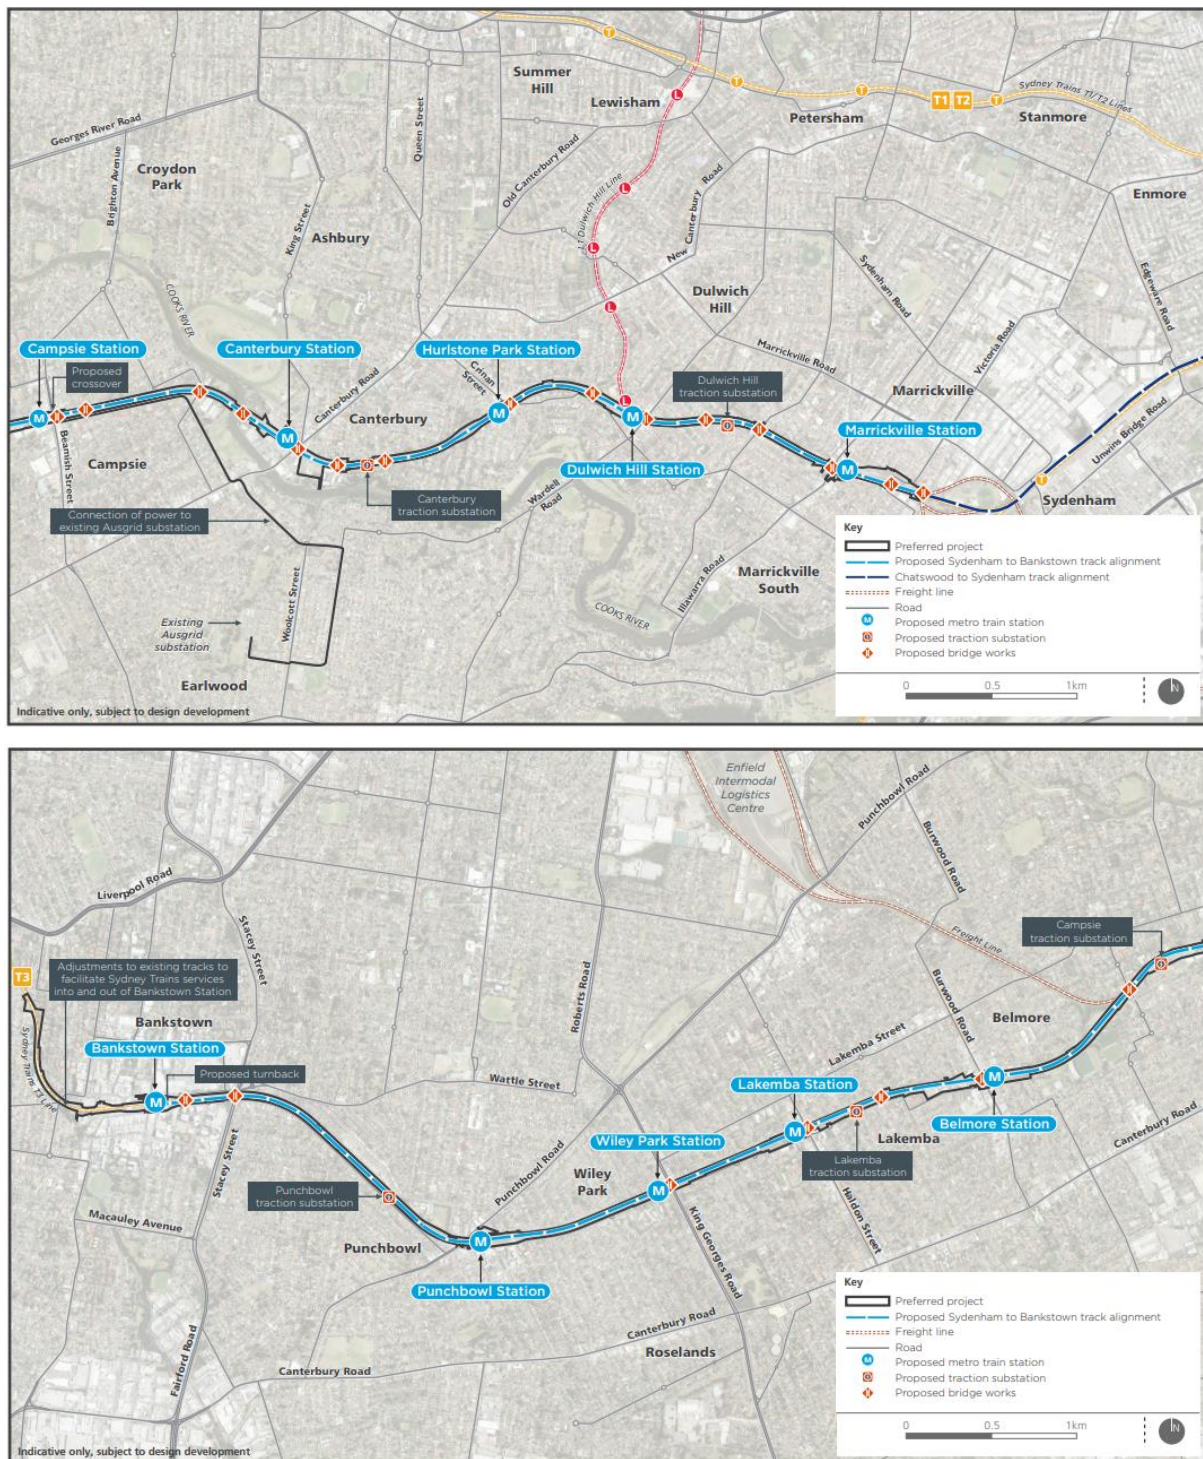 Summer
Hill
Lewisham
Petersham
T1 T2
Sydney Trains T1/T2 Lines
Stanmore
Georges River Road
Croydon
Park
Brighton Avenue
Queen Street
Old Canterbury Road
L1 Dulwich Hill Line
New Canterbury Road
Enmore
King Street
Ashbury
COOKS RIVER
Dulwich
Hill
Sydenham Road
Edgeware Road
Victoria Road
Campsie Station
Canterbury Station
Hurlstone Park Station
Marrickville Road
Proposed
crossover
Crinan
Street
Canterbury Road
Dulwich Hill
traction substation
Marrickville
Canterbury
Marrickville Station
Unwins Bridge Road
Beamish Street
Campsie
Dulwich Hill Station
Sydenham
Canterbury
traction substation
Wardell
Road
Connection of power to
existing Ausgrid substation
Illawarra Road
Marrickville
South
Woolcott Street
COOKS RIVER
Existing
Ausgrid
substation
Earlwood
Key
Preferred project
Proposed Sydenham to Bankstown track alignment
Chatswood to Sydenham track alignment
Freight line
Road
M Proposed metro train station
Proposed traction substation
Proposed bridge works
0 0.5 1km
N
Indicative only, subject to design development
Enfield
Intermodal
Logistics
Centre
Punchbowl Road
Burwood Road
Liverpool Road
Stacey Street
Campsie
traction substation
Freight Line
T3
Adjustments to existing tracks to
facilitate Sydney Trains services
into and out of Bankstown Station
Roberts Road
Burwood Road
Bankstown
Belmore
Sydney Trains T3 Line
Bankstown Station
Lakemba Street
Proposed turnback
Wattle Street
Lakemba Station
Belmore Station
Canterbury Road
Wiley Park Station
Lakemba
Stacey Street
Punchbowl Road
Lakemba
traction substation
Wiley
Park
Punchbowl
traction substation
Macauley Avenue
Haldon Street
King Georges Road
Punchbowl
Punchbowl Station
Canterbury Road
Roselands
Fairford Road
Canterbury Road
Key
Preferred project
Proposed Sydenham to Bankstown track alignment
Freight line
Road
M Proposed metro train station
Proposed traction substation
Proposed bridge works
0 0.5 1km
N
Indicative only, subject to design development